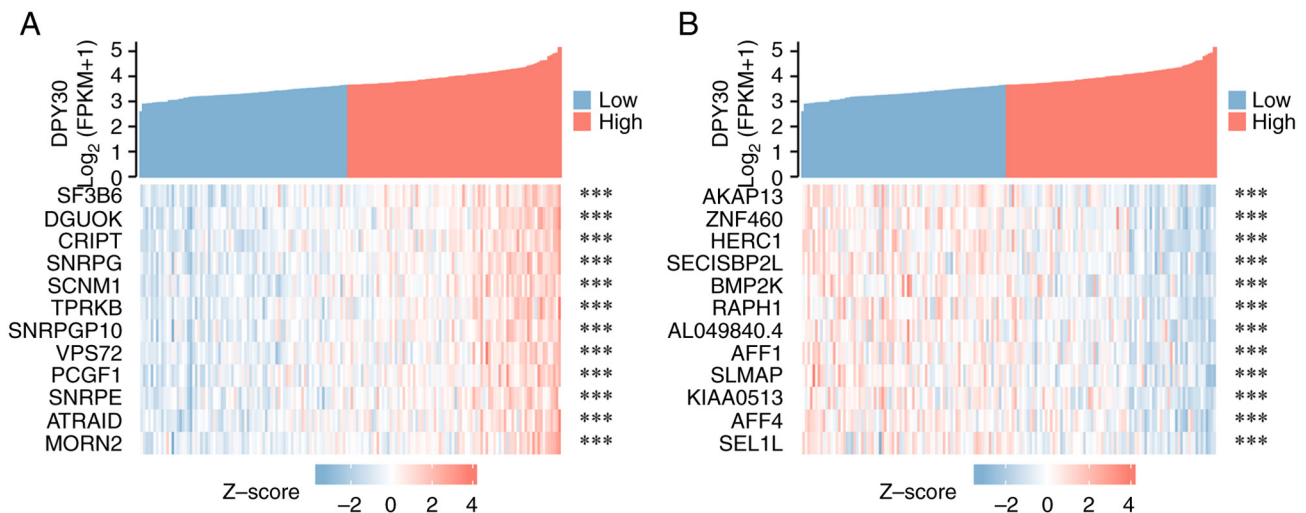 A
DPY30
Log2 (FPKM+1)
5
4
3
2
1
0
Low
High
SF3B6 ***
DGUOK ***
CRIPT ***
SNRPG ***
SCNM1 ***
TPRKB ***
SNRPGP10 ***
VPS72 ***
PCGF1 ***
SNRPE ***
ATRAID ***
MORN2 ***
Z–score
–2 0 2 4
B
DPY30
Log2 (FPKM+1)
5
4
3
2
1
0
Low
High
AKAP13 ***
ZNF460 ***
HERC1 ***
SECISBP2L ***
BMP2K ***
RAPH1 ***
AL049840.4 ***
AFF1 ***
SLMAP ***
KIAA0513 ***
AFF4 ***
SEL1L ***
Z–score
–2 0 2 4